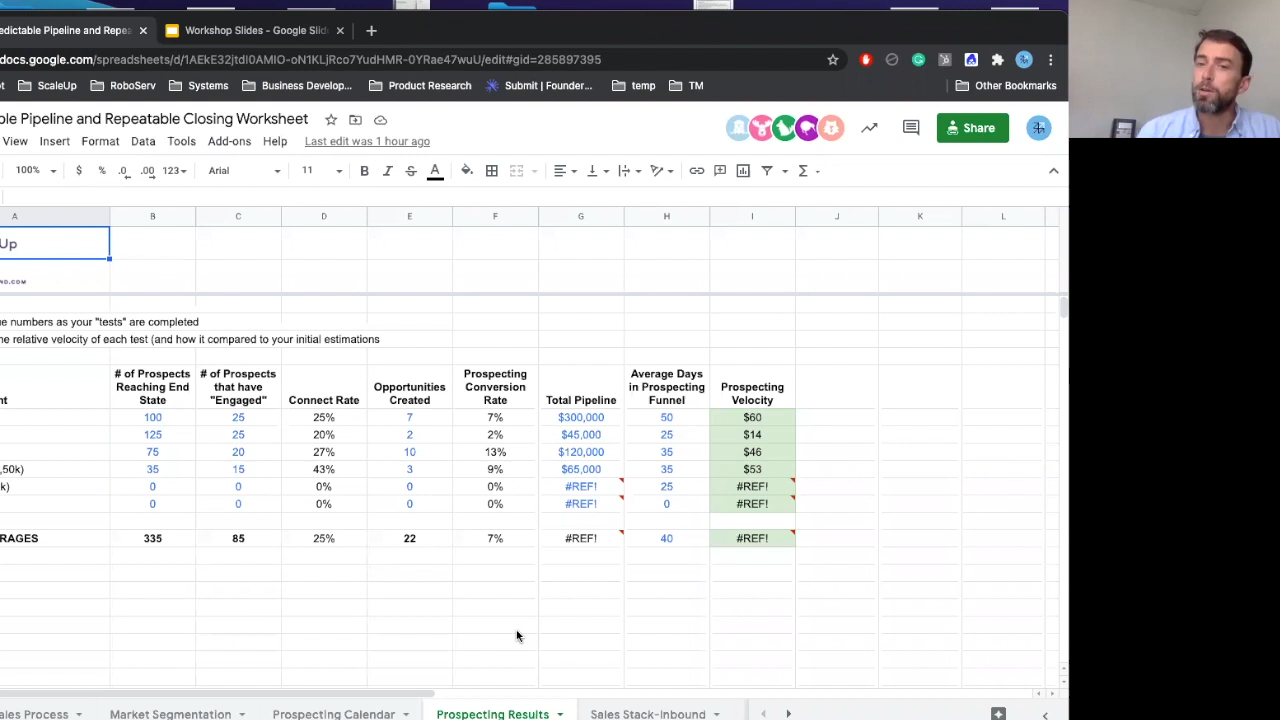 edictable Pipeline and Repea
Workshop Slides - Google Slid
docs.google.com/spreadsheets/d/1AEkE32jtdI0AMIO-oN1KLjRco7YudHMR-0YRae47wuU/edit#gid=285897395
ScaleUp RoboServ Systems Business Develop... Product Research Submit | Founder... temp TM Other Bookmarks
ble Pipeline and Repeatable Closing Worksheet
Share
View Insert Format Data Tools Add-ons Help Last edit was 1 hour ago
100% $ % .0 .00 123 Arial 11 B I S A
A B C D E F G H I J K L
Up
ND.COM
ue numbers as your "tests" are completed
he relative velocity of each test (and how it compared to your initial estimations
# of Prospects Reaching End State
# of Prospects that have "Engaged"
Connect Rate
Opportunities Created
Prospecting Conversion Rate
Total Pipeline
Average Days in Prospecting Funnel
Prospecting Velocity
nt
100 25 25% 7 7% $300,000 50 $60
125 25 20% 2 2% $45,000 25 $14
75 20 27% 10 13% $120,000 35 $46
,50k) 35 15 43% 3 9% $65,000 35 $53
k) 0 0 0% 0 0% #REF! 25 #REF!
0 0 0% 0 0% #REF! 0 #REF!
RAGES 335 85 25% 22 7% #REF! 40 #REF!
ales Process Market Segmentation Prospecting Calendar Prospecting Results Sales Stack-Inbound